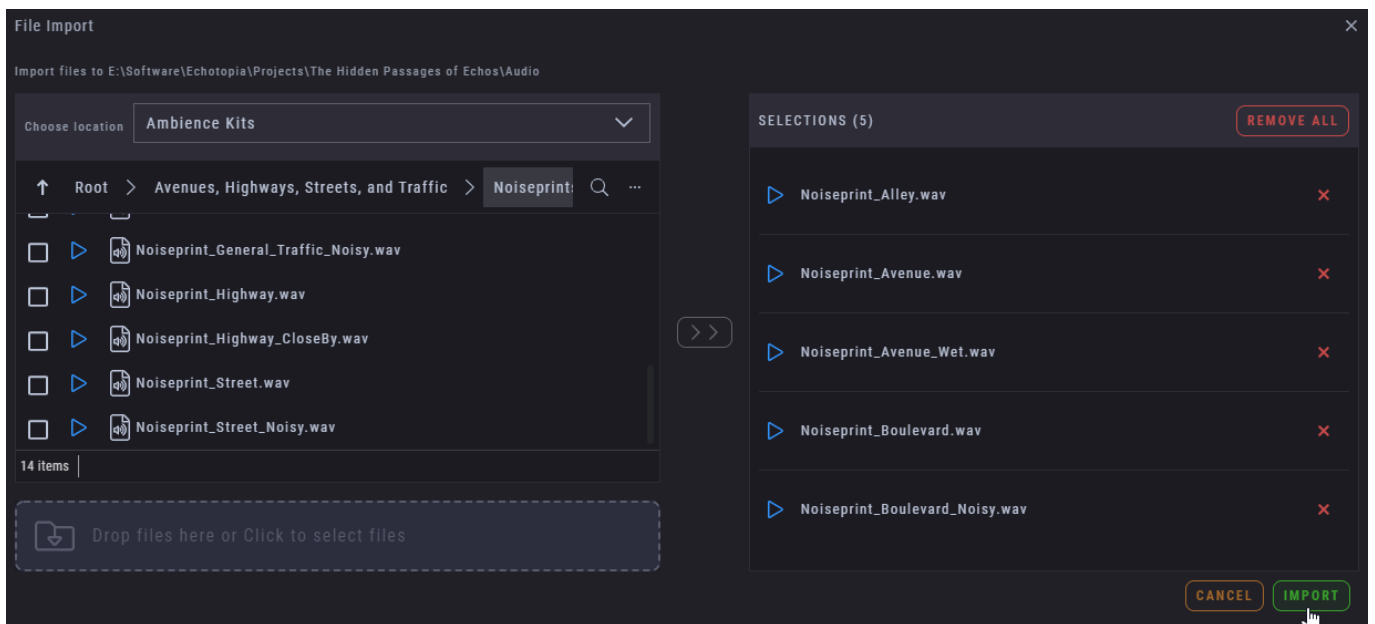 File Import
Import files to E:\Software\Echotopia\Projects\The Hidden Passages of Echos\Audio
Choose location Ambience Kits
Root > Avenues, Highways, Streets, and Traffic > Noiseprint
Noiseprint_General_Traffic_Noisy.wav
Noiseprint_Highway.wav
Noiseprint_Highway_CloseBy.wav
Noiseprint_Street.wav
Noiseprint_Street_Noisy.wav
14 items
Drop files here or Click to select files
SELECTIONS (5) REMOVE ALL
Noiseprint_Alley.wav
Noiseprint_Avenue.wav
Noiseprint_Avenue_Wet.wav
Noiseprint_Boulevard.wav
Noiseprint_Boulevard_Noisy.wav
CANCEL IMPORT